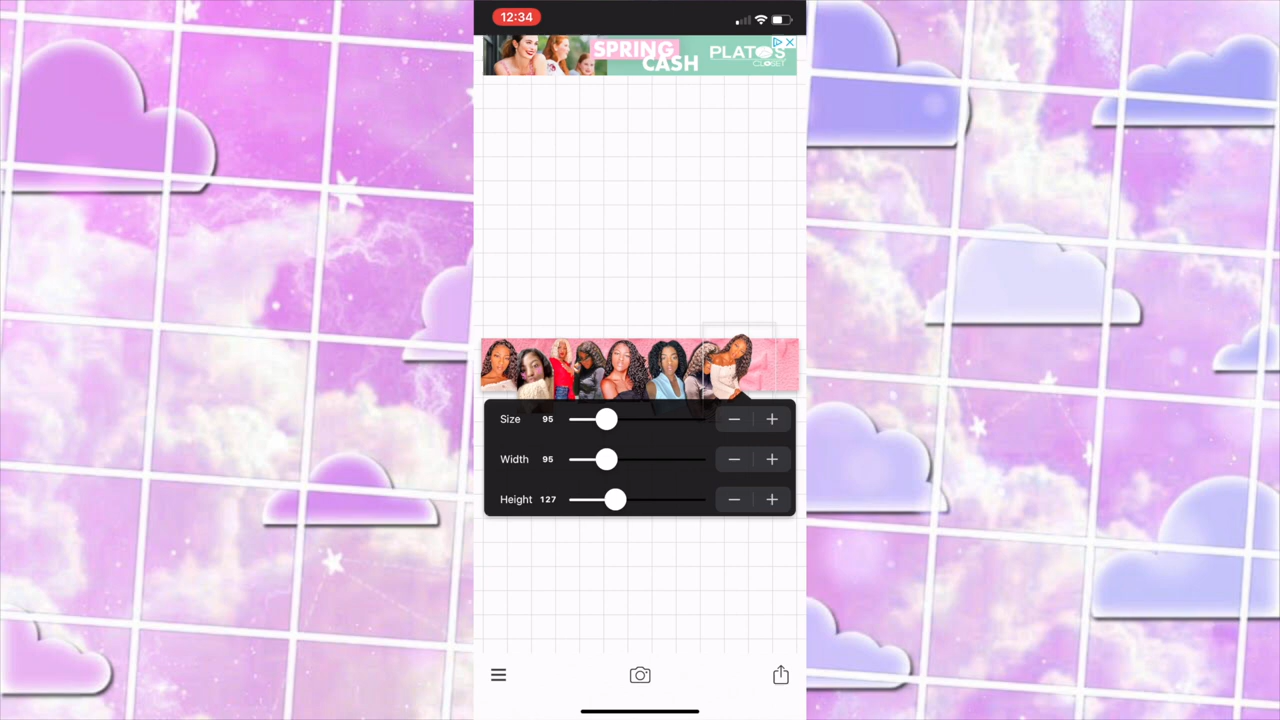 12:34
SPRING
CASH
PLATO'S
CLOSET
Size 95
Width 95
Height 127